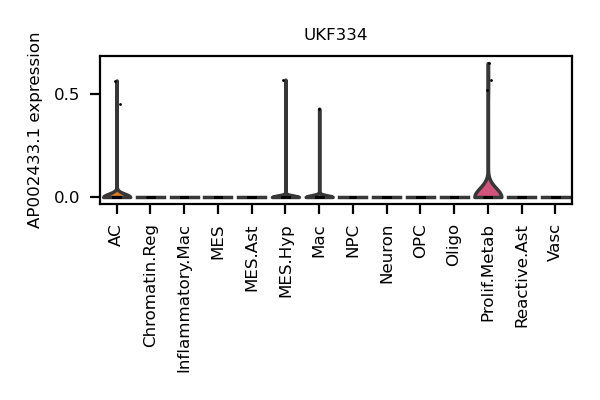 UKF334
AP002433.1 expression
0.5
0.0
AC
Chromatin.Reg
Inflammatory.Mac
MES
MES.Ast
MES.Hyp
Mac
NPC
Neuron
OPC
Oligo
Prolif.Metab
Reactive.Ast
Vasc